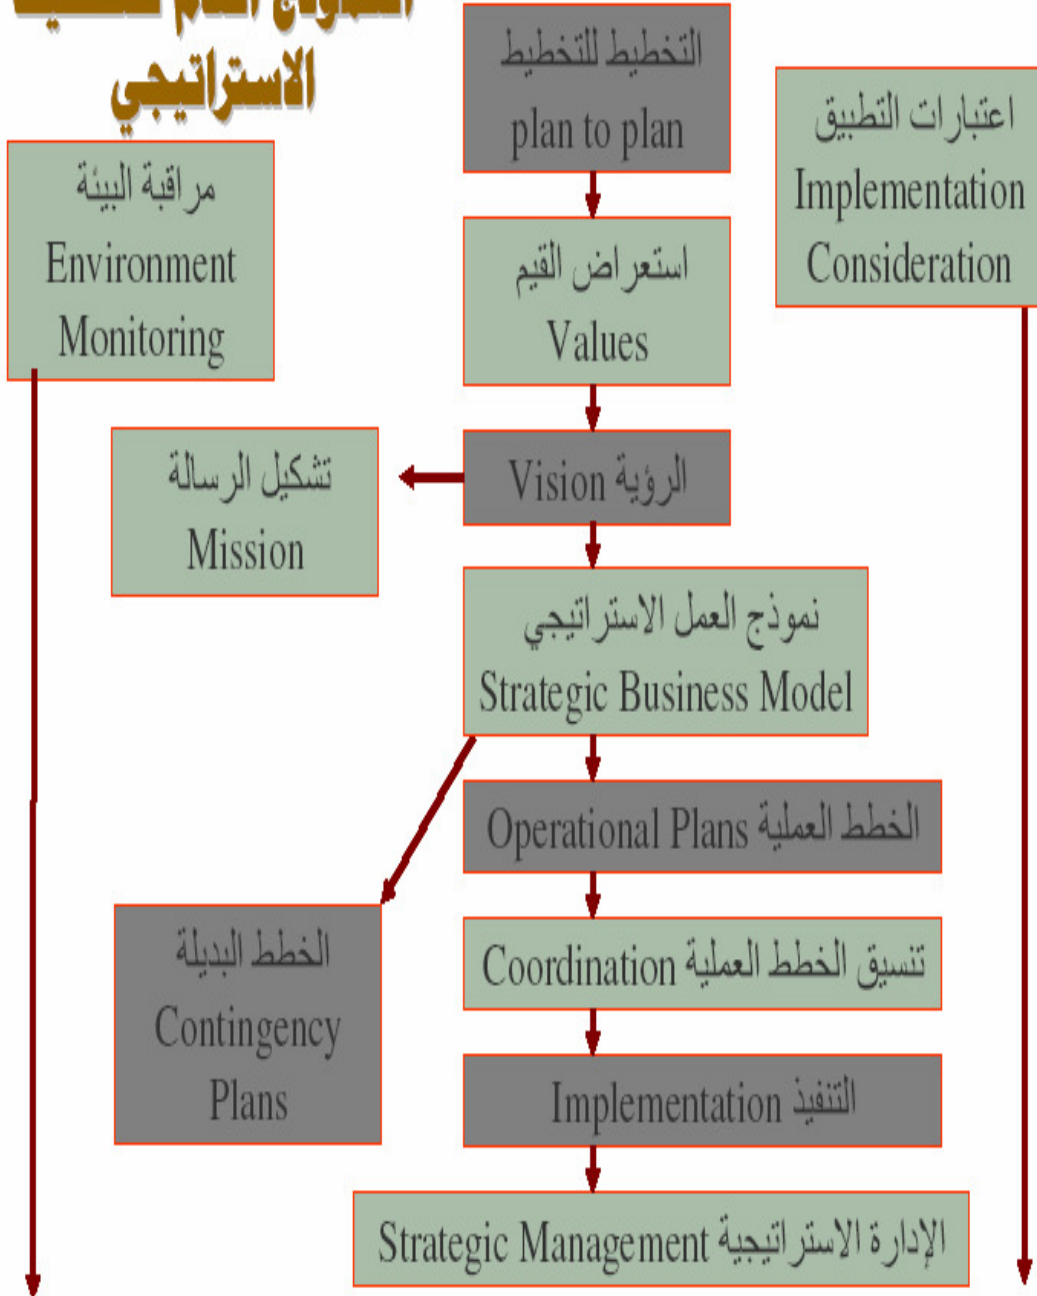 الاستراتيجي
التخطيط للتخطيط
plan to plan
اعتبارات التطبيق
Implementation
Consideration
مراقبة البيئة
Environment
Monitoring
استعراض القيم
Values
الرؤية Vision
تشكيل الرسالة
Mission
نموذج العمل الاستراتيجي
Strategic Business Model
الخطط العملية Operational Plans
الخطط البديلة
Contingency
Plans
تنسيق الخطط العملية Coordination
التنفيذ Implementation
الإدارة الاستراتيجية Strategic Management